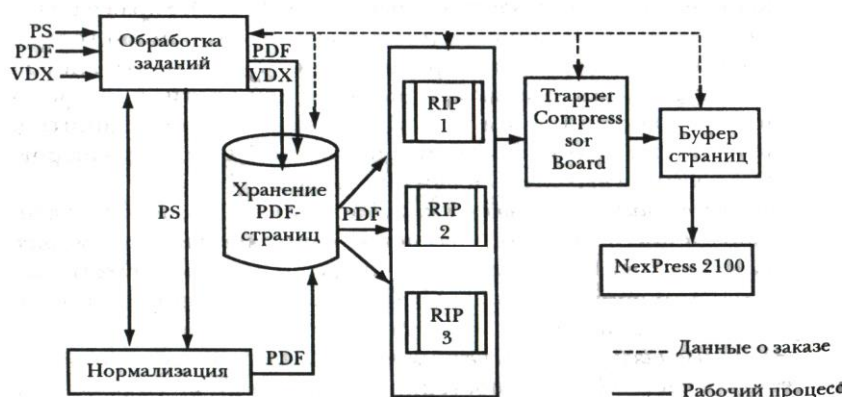 PS
PDF
VDX
Обработка
заданий
PDF
VDX
PS
Хранение
PDF-
страниц
PDF
RIP
1
RIP
2
RIP
3
Trapper
Compress
sor
Board
Буфер
страниц
NexPress 2100
Нормализация
PDF
Данные о заказе
Рабочий процесс